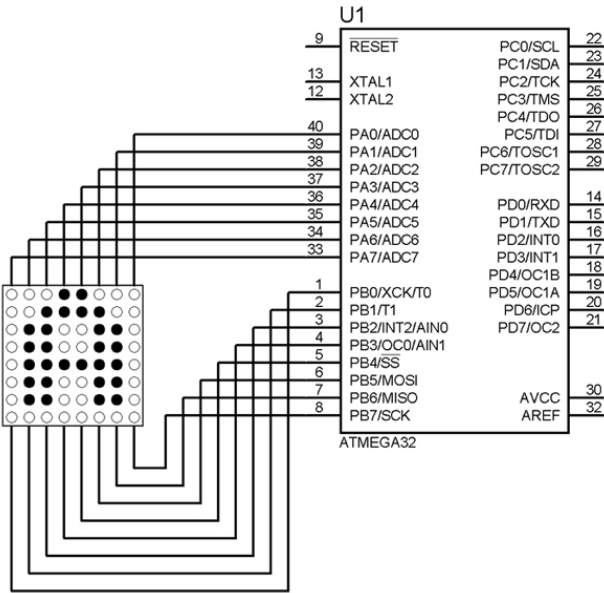 U1
9 RESET PC0/SCL 22
PC1/SDA 23
13 XTAL1 PC2/TCK 24
12 XTAL2 PC3/TMS 25
PC4/TDO 26
40 PA0/ADC0 PC5/TDI 27
39 PA1/ADC1 PC6/TOSC1 28
38 PA2/ADC2 PC7/TOSC2 29
37 PA3/ADC3
36 PA4/ADC4 PD0/RXD 14
35 PA5/ADC5 PD1/TXD 15
34 PA6/ADC6 PD2/INT0 16
33 PA7/ADC7 PD3/INT1 17
PD4/OC1B 18
1 PB0/XCK/T0 PD5/OC1A 19
2 PB1/T1 PD6/ICP 20
3 PB2/INT2/AIN0 PD7/OC2 21
4 PB3/OC0/AIN1
5 PB4/SS
6 PB5/MOSI
7 PB6/MISO AVCC 30
8 PB7/SCK AREF 32
ATMEGA32